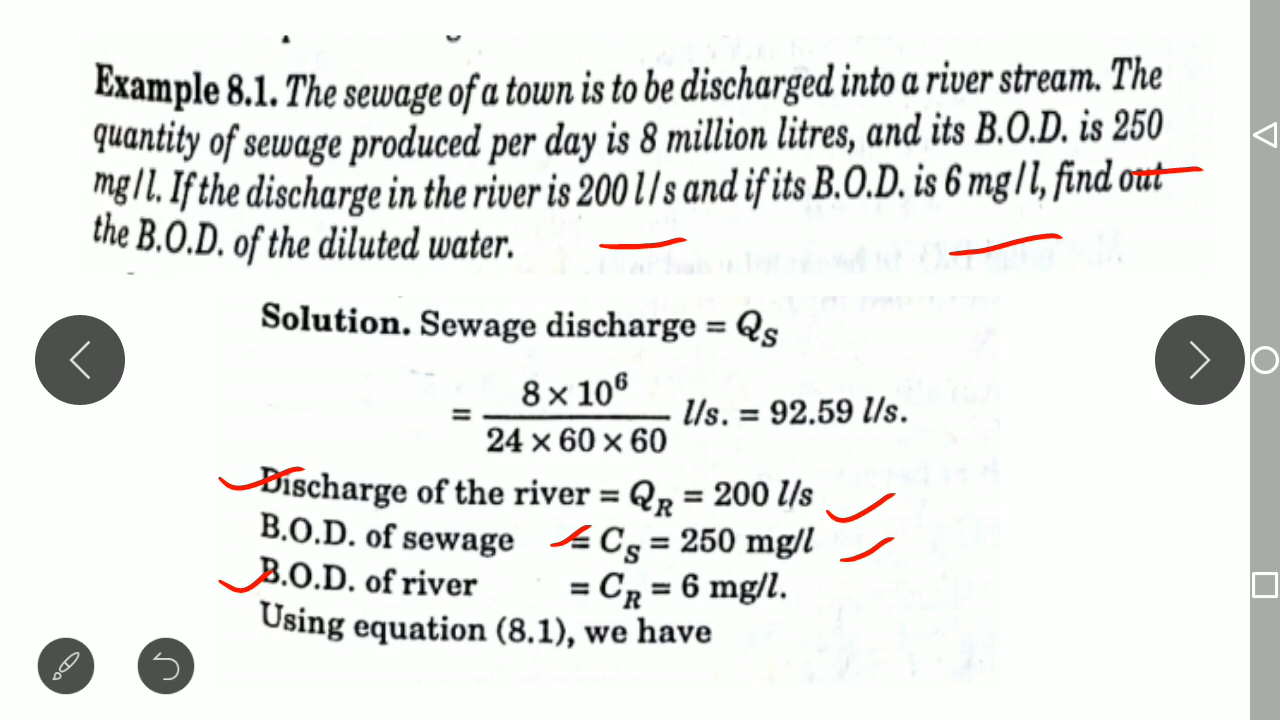 Example 8.1. The sewage of a town is to be discharged into a river stream. The
quantity of sewage produced per day is 8 million litres, and its B.O.D. is 250
mg/l. If the discharge in the river is 200 l/s and if its B.O.D. is 6 mg/l, find out
the B.O.D. of the diluted water.
Solution. Sewage discharge = Q_S
= \frac{8 × 10^6}{24 × 60 × 60} l/s. = 92.59 l/s.
Discharge of the river = Q_R = 200 l/s
B.O.D. of sewage = C_S = 250 mg/l
B.O.D. of river = C_R = 6 mg/l.
Using equation (8.1), we have